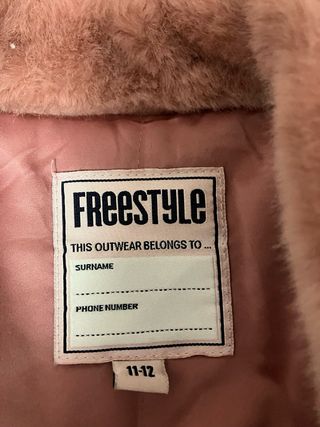 FREESTYLE
THIS OUTWEAR BELONGS TO ...
SURNAME
PHONE NUMBER
11-12